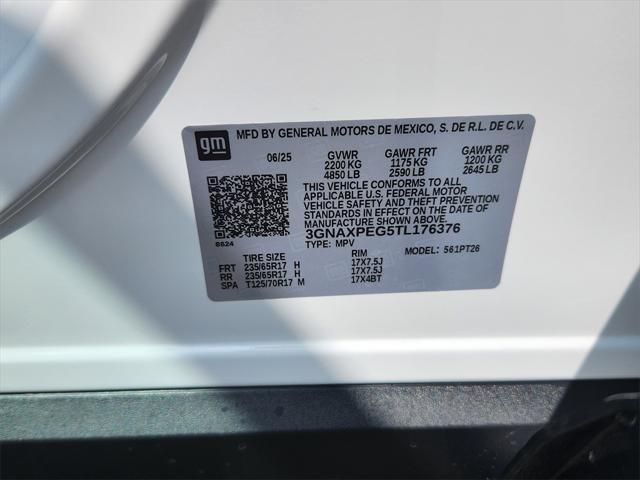 gm MFD BY GENERAL MOTORS DE MEXICO, S. DE R.L. DE C.V.
06/25 GVWR GAWR FRT GAWR RR
2200 KG 1175 KG 1200 KG
4850 LB 2590 LB 2645 LB
THIS VEHICLE CONFORMS TO ALL
APPLICABLE U.S. FEDERAL MOTOR
VEHICLE SAFETY AND THEFT PREVENTION
STANDARDS IN EFFECT ON THE DATE OF
MANUFACTURE SHOWN ABOVE.
3GNAXPEG5TL176376
8624 TYPE: MPV MODEL: 561PT26
TIRE SIZE RIM
FRT 235/65R17 H 17X7.5J
RR 235/65R17 H 17X7.5J
SPA T125/70R17 M 17X4BT